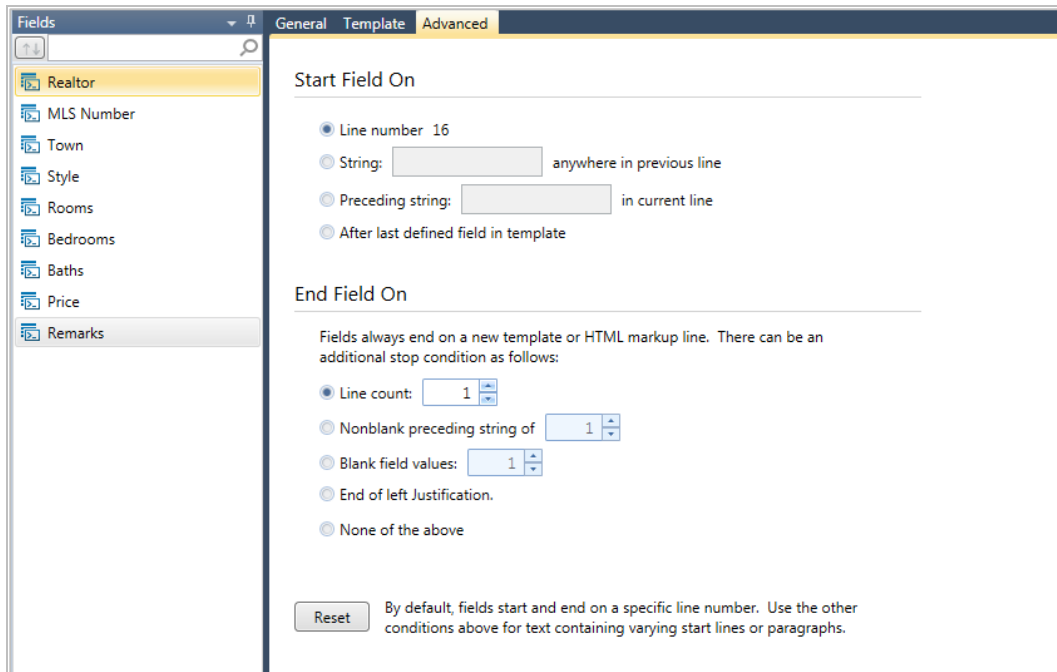 Fields
General Template Advanced
Realtor
MLS Number
Town
Style
Rooms
Bedrooms
Baths
Price
Remarks
Start Field On
Line number 16
String: anywhere in previous line
Preceding string: in current line
After last defined field in template
End Field On
Fields always end on a new template or HTML markup line. There can be an
additional stop condition as follows:
Line count: 1
Nonblank preceding string of 1
Blank field values: 1
End of left Justification.
None of the above
Reset
By default, fields start and end on a specific line number. Use the other
conditions above for text containing varying start lines or paragraphs.